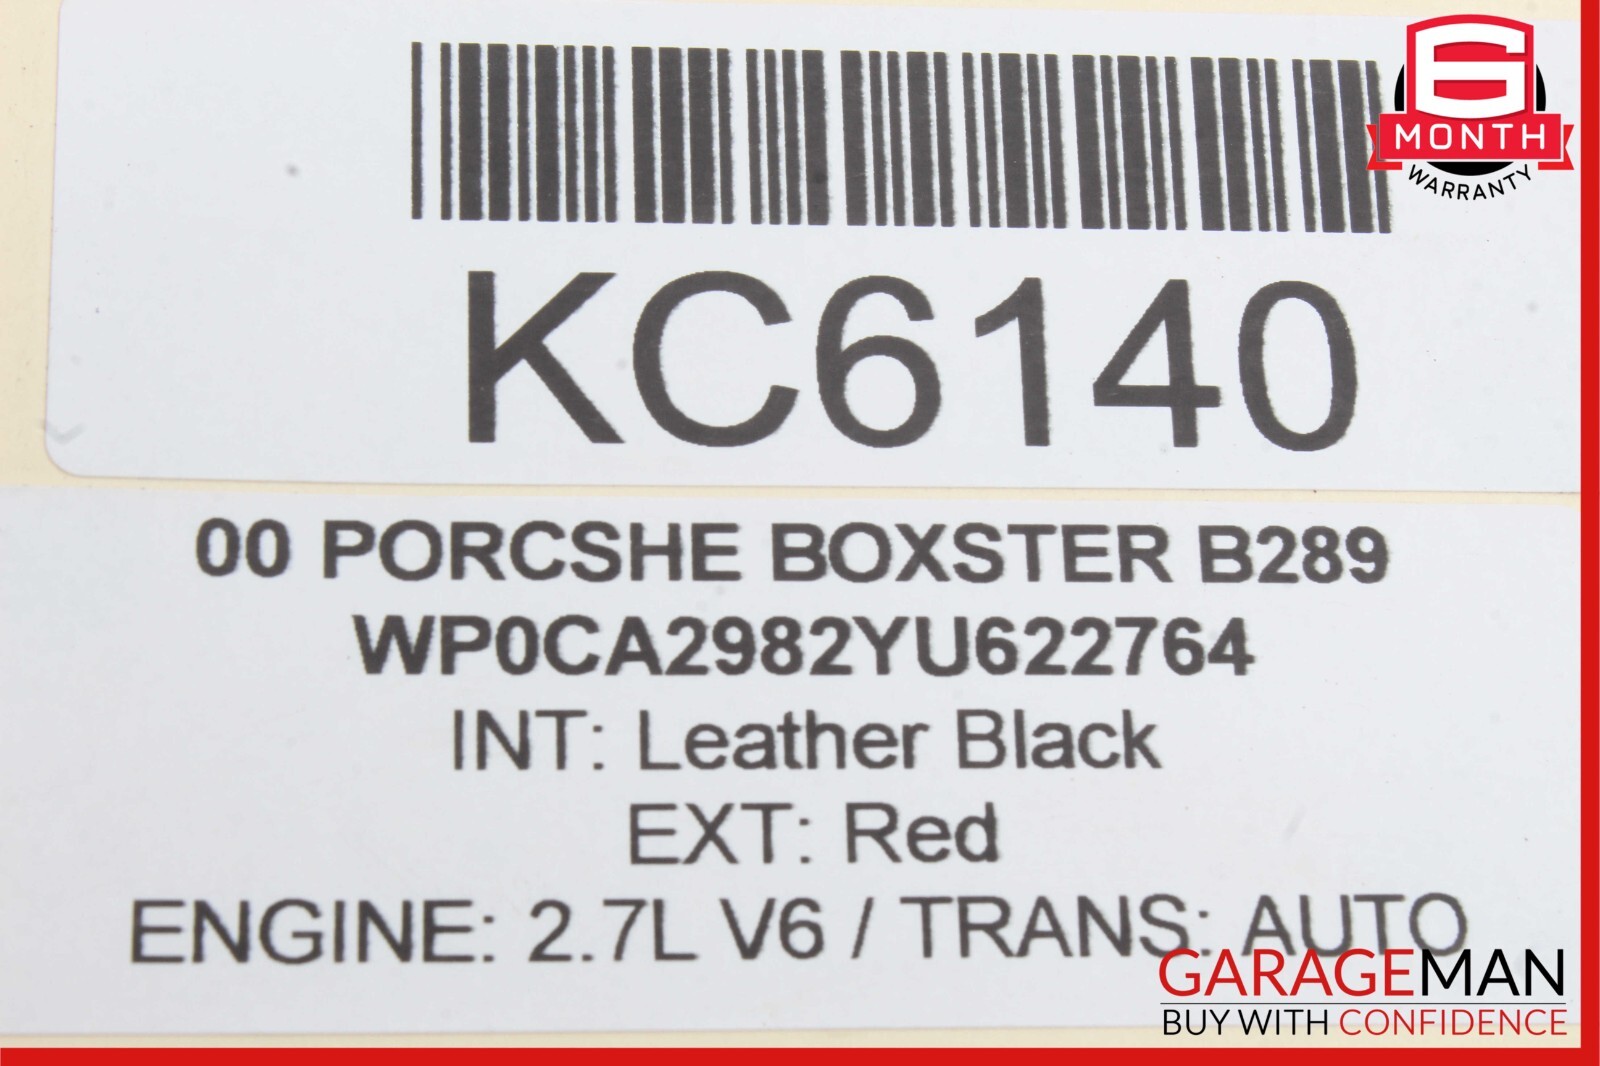 6
MONTH
WARRANTY
KC6140
00 PORCSHE BOXSTER B289
WP0CA2982YU622764
INT: Leather Black
EXT: Red
ENGINE: 2.7L V6 / TRANS: AUTO
GARAGEMAN
BUY WITH CONFIDENCE